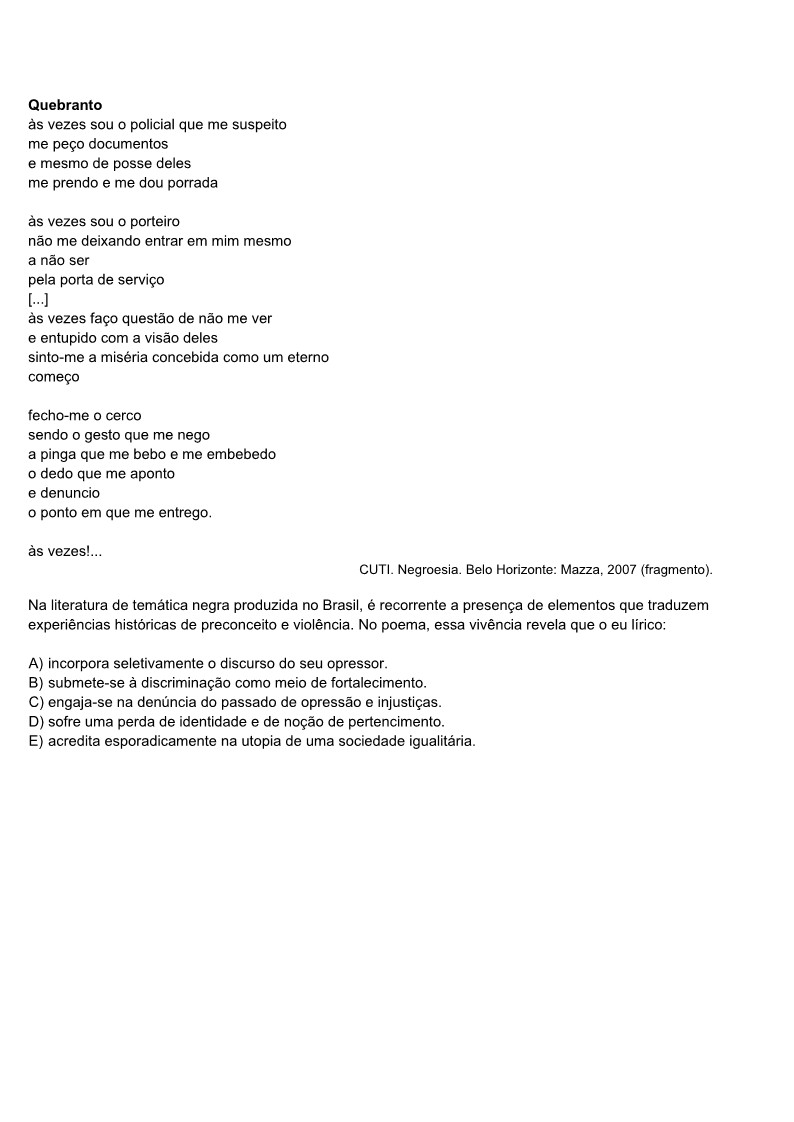 Quebranto
às vezes sou o policial que me suspeito
me peço documentos
e mesmo de posse deles
me prendo e me dou porrada
às vezes sou o porteiro
não me deixando entrar em mim mesmo
a não ser
pela porta de serviço
[...]
às vezes faço questão de não me ver
e entupido com a visão deles
sinto-me a miséria concebida como um eterno
começo
fecho-me o cerco
sendo o gesto que me nego
a pinga que me bebo e me embebedo
o dedo que me aponto
e denuncio
o ponto em que me entrego.
às vezes!...
CUTI. Negroesia. Belo Horizonte: Mazza, 2007 (fragmento).
Na literatura de temática negra produzida no Brasil, é recorrente a presença de elementos que traduzem
experiências históricas de preconceito e violência. No poema, essa vivência revela que o eu lírico:
A) incorpora seletivamente o discurso do seu opressor.
B) submete-se à discriminação como meio de fortalecimento.
C) engaja-se na denúncia do passado de opressão e injustiças.
D) sofre uma perda de identidade e de noção de pertencimento.
E) acredita esporadicamente na utopia de uma sociedade igualitária.